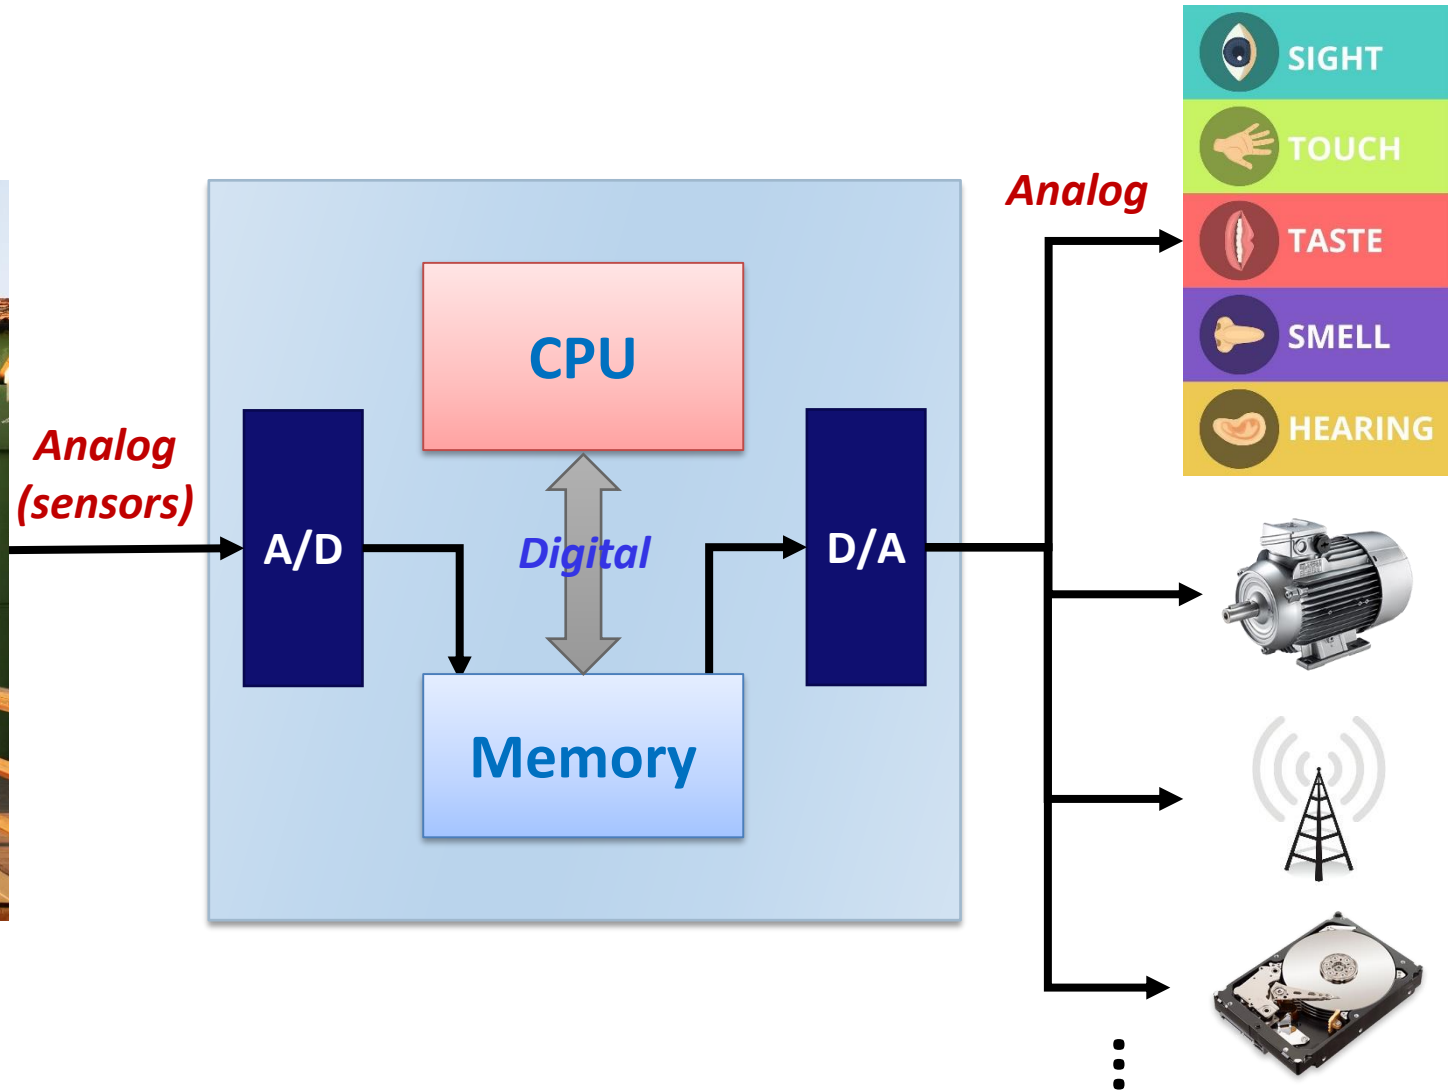 Analog
(sensors)
A/D
CPU
Digital
Memory
D/A
Analog
SIGHT
TOUCH
TASTE
SMELL
HEARING